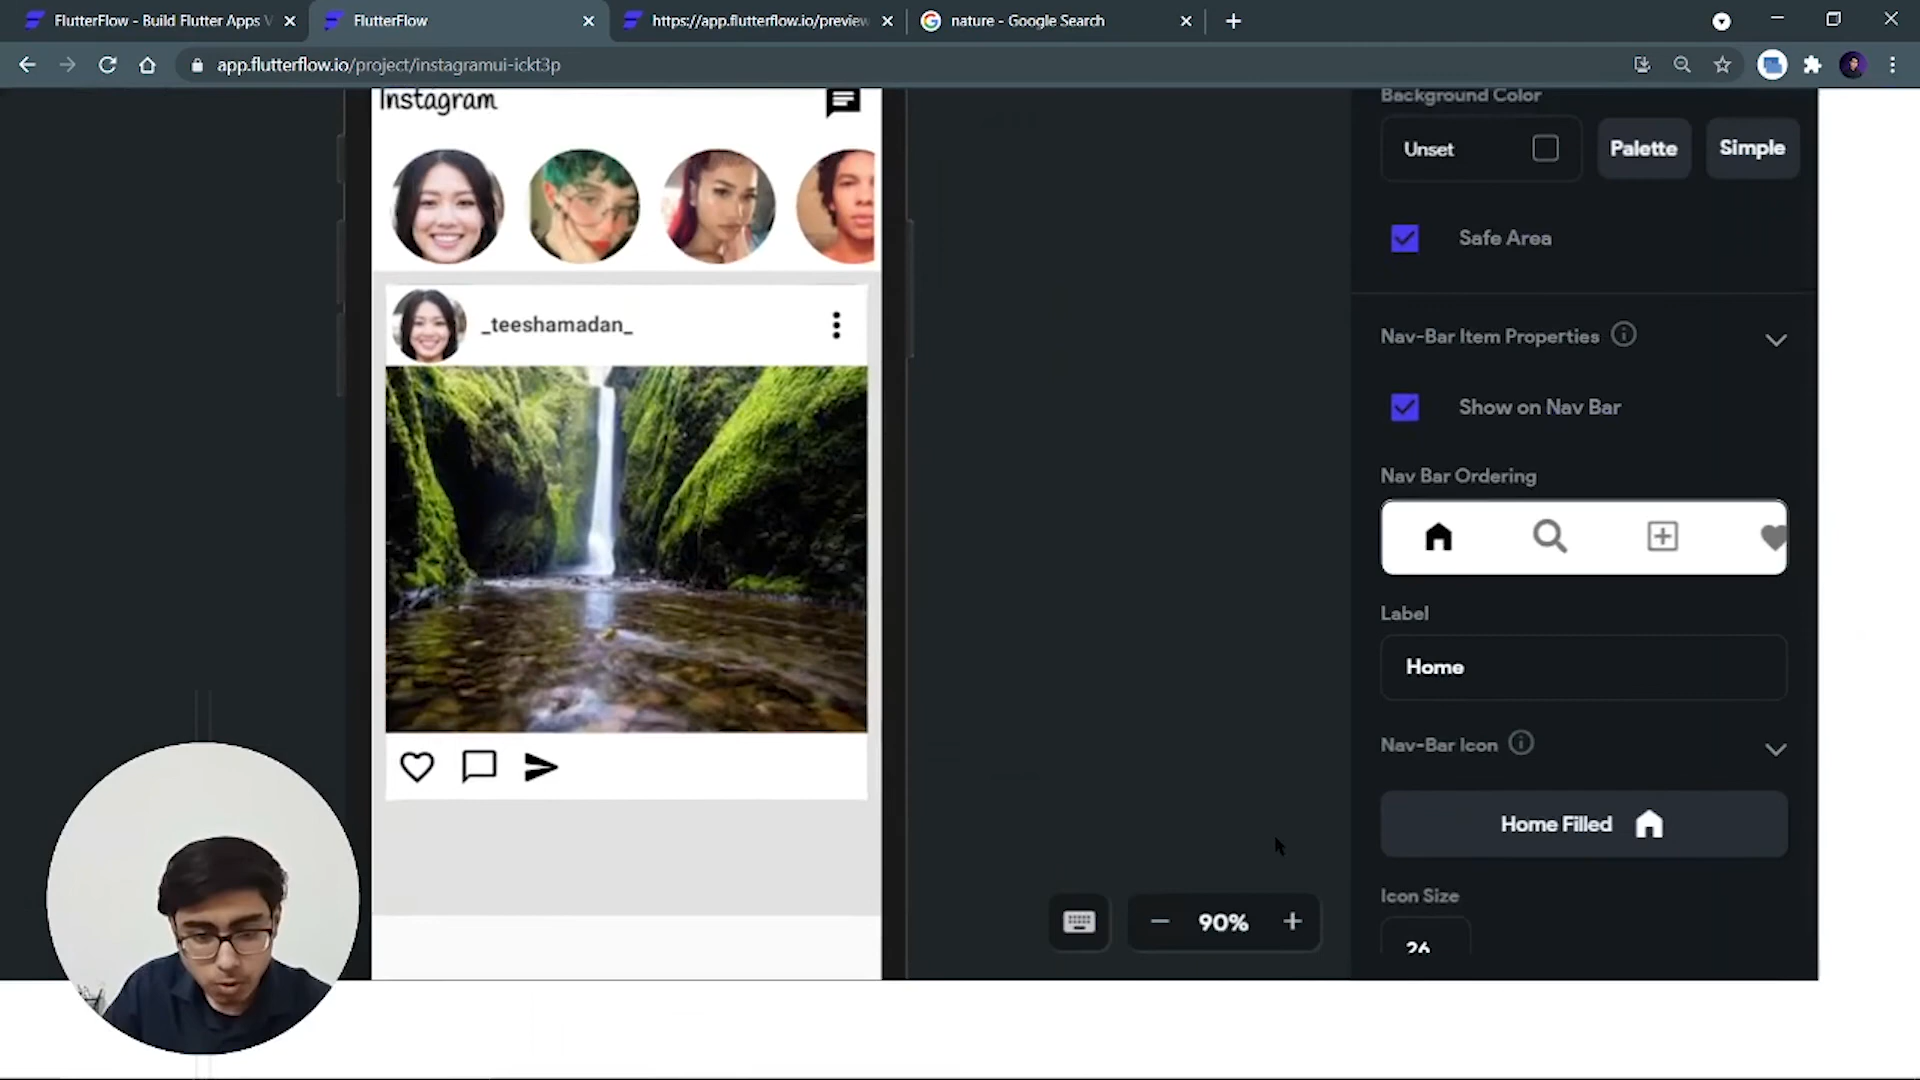 FlutterFlow - Build Flutter Apps V
FlutterFlow
https://app.flutterflow.io/preview
nature - Google Search
app.flutterflow.io/project/instagramui-ickt3p
Instagram
_teeshamadan_
90%
Background Color
Unset
Palette
Simple
Safe Area
Nav-Bar Item Properties
Show on Nav Bar
Nav Bar Ordering
Label
Home
Nav-Bar Icon
Home Filled
Icon Size
26